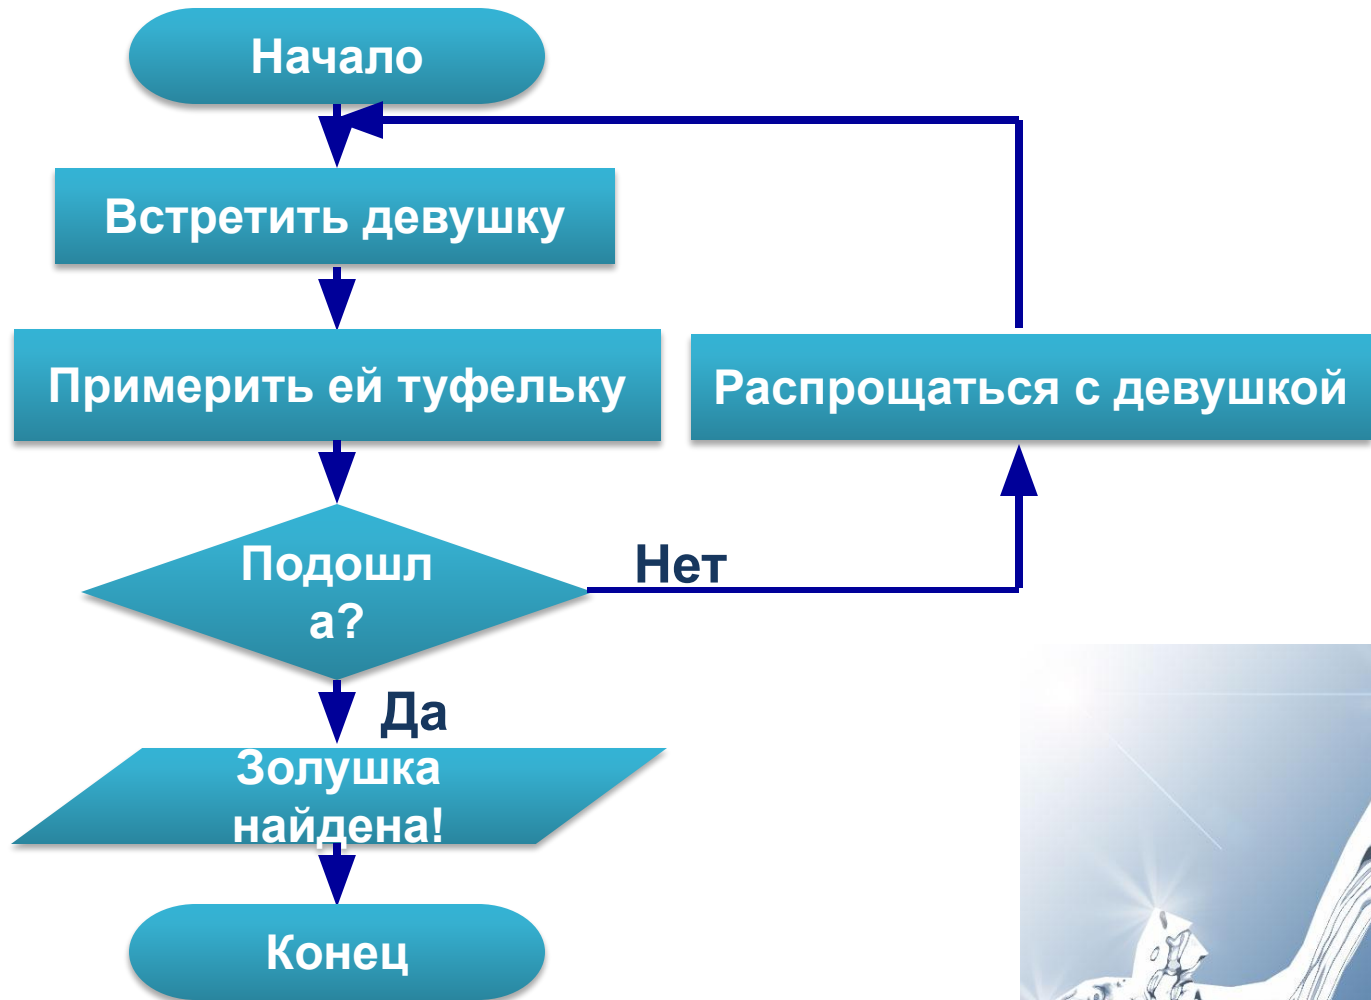 Начало
Встретить девушку
Примерить ей туфельку
Распрощаться с девушкой
Подошл
а?
Нет
Да
Золушка
найдена!
Конец